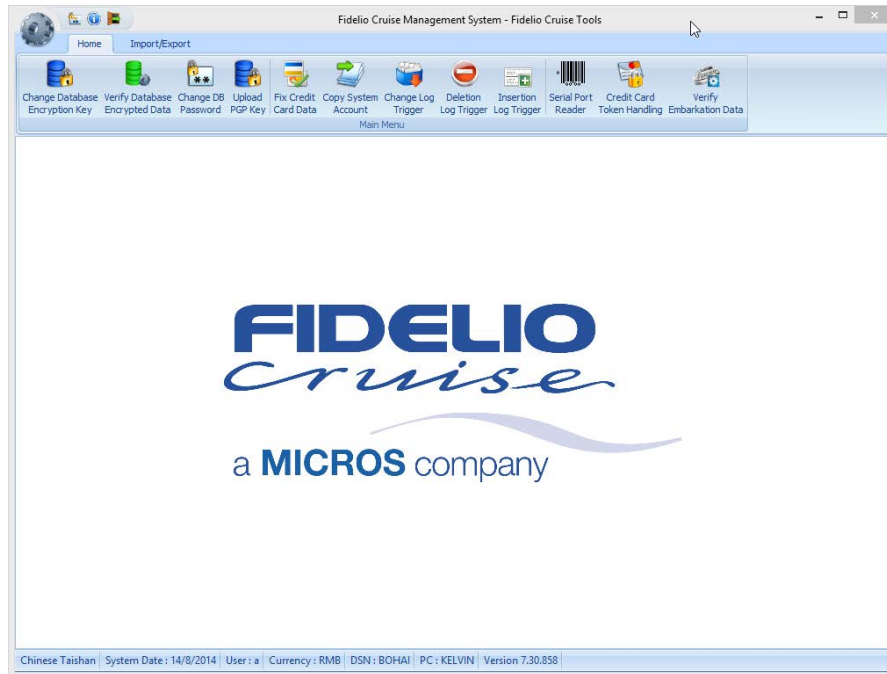 Fidelio Cruise Management System - Fidelio Cruise Tools
Home Import/Export
Change Database Verify Database Change DB Upload Fix Credit Copy System Change Log Deletion Insertion Serial Port Credit Card Verify
Encryption Key Encrypted Data Password PGP Key Card Data Account Trigger Log Trigger Log Trigger Reader Token Handling Embarkation Data
Main Menu
FIDELIO
Cruise
a MICROS company
Chinese Taishan System Date : 14/8/2014 User : a Currency : RMB DSN : BOHAI PC : KELVIN Version 7.30.858